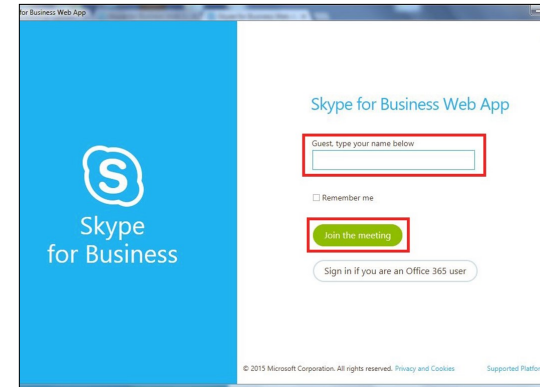 for Business Web App
Skype for Business Web App
Guest, type your name below
Remember me
S
Skype
for Business
Join the meeting
Sign in if you are an Office 365 user
© 2015 Microsoft Corporation. All rights reserved. Privacy and Cookies Supported Platfor